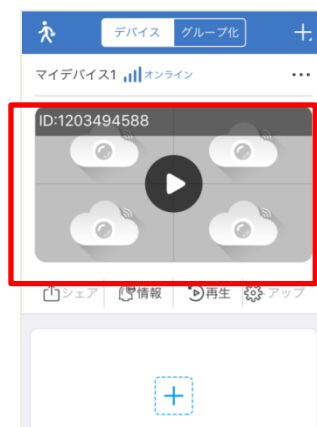 デバイス グループ化
マイデバイス1 オンライン
ID:1203494588
シェア 情報 再生 アップ